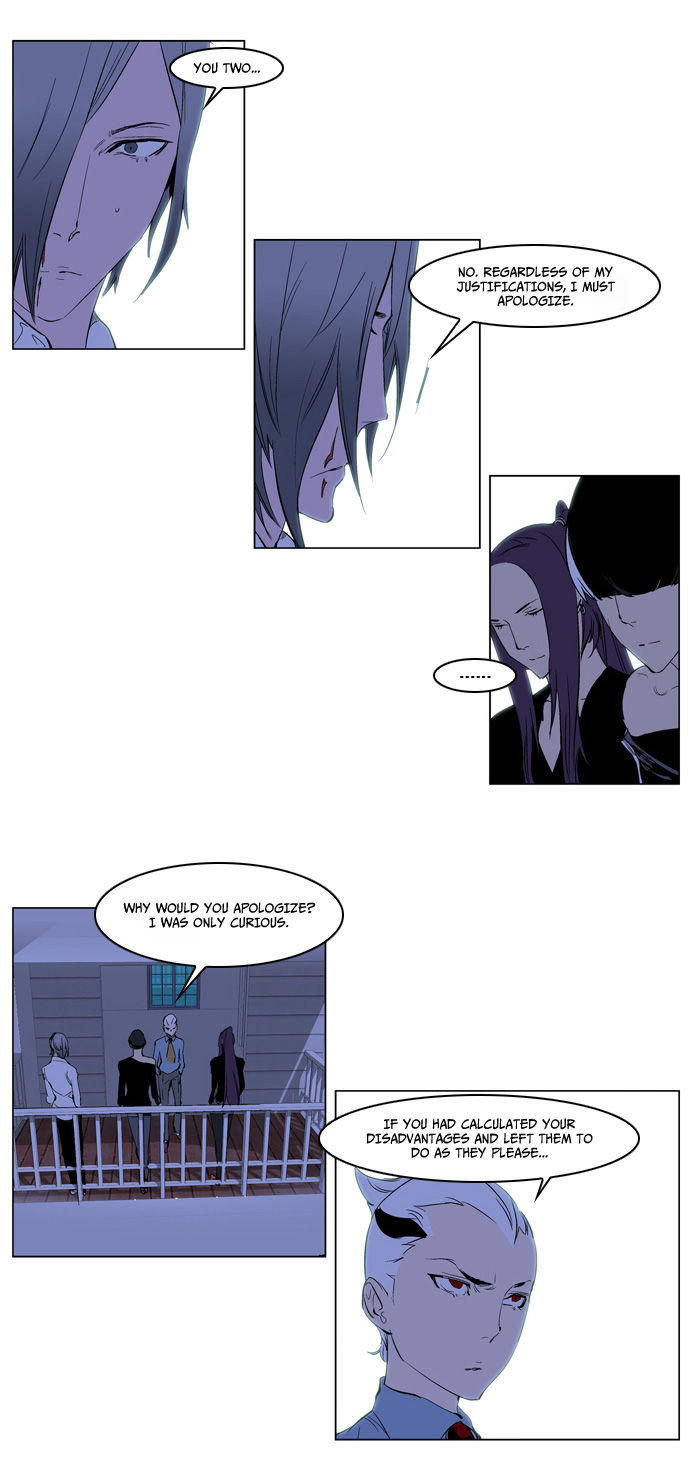 YOU TWO...
NO. REGARDLESS OF MY
JUSTIFICATIONS, I MUST
APOLOGIZE.
------
WHY WOULD YOU APOLOGIZE?
I WAS ONLY CURIOUS.
IF YOU HAD CALCULATED YOUR
DISADVANTAGES AND LEFT THEM TO
DO AS THEY PLEASE...